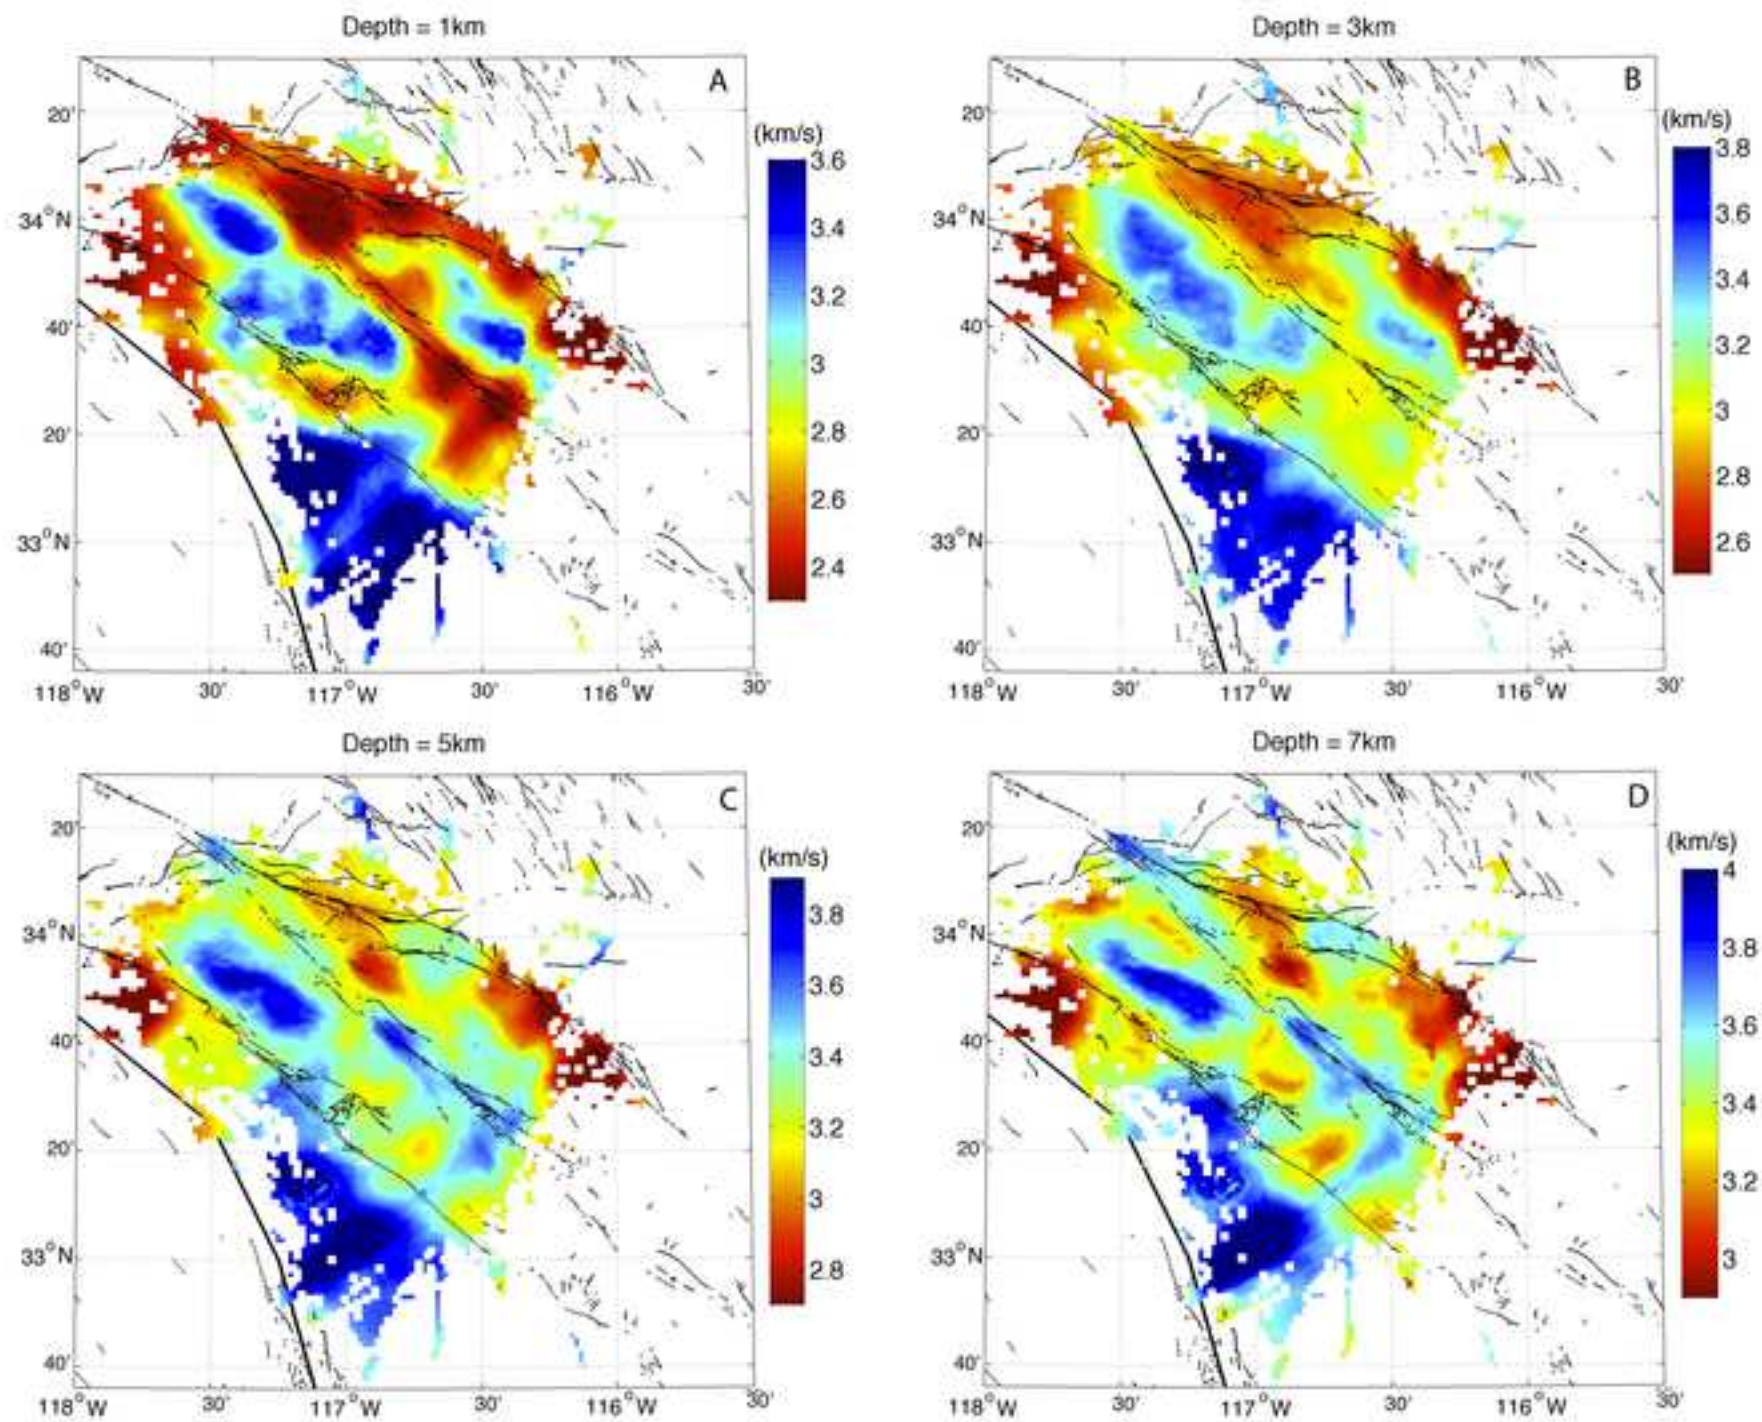 Depth = 1km
A
(km/s)
3.6
3.4
3.2
3
2.8
2.6
2.4
20'
34°N
40'
20'
33°N
40'
118°W 30' 117°W 30' 116°W 30'
Depth = 3km
B
(km/s)
3.8
3.6
3.4
3.2
3
2.8
2.6
20'
34°N
40'
20'
33°N
40'
118°W 30' 117°W 30' 116°W 30'
Depth = 5km
C
(km/s)
3.8
3.6
3.4
3.2
3
2.8
20'
34°N
40'
20'
33°N
40'
118°W 30' 117°W 30' 116°W 30'
Depth = 7km
D
(km/s)
4
3.8
3.6
3.4
3.2
3
20'
34°N
40'
20'
33°N
40'
118°W 30' 117°W 30' 116°W 30'